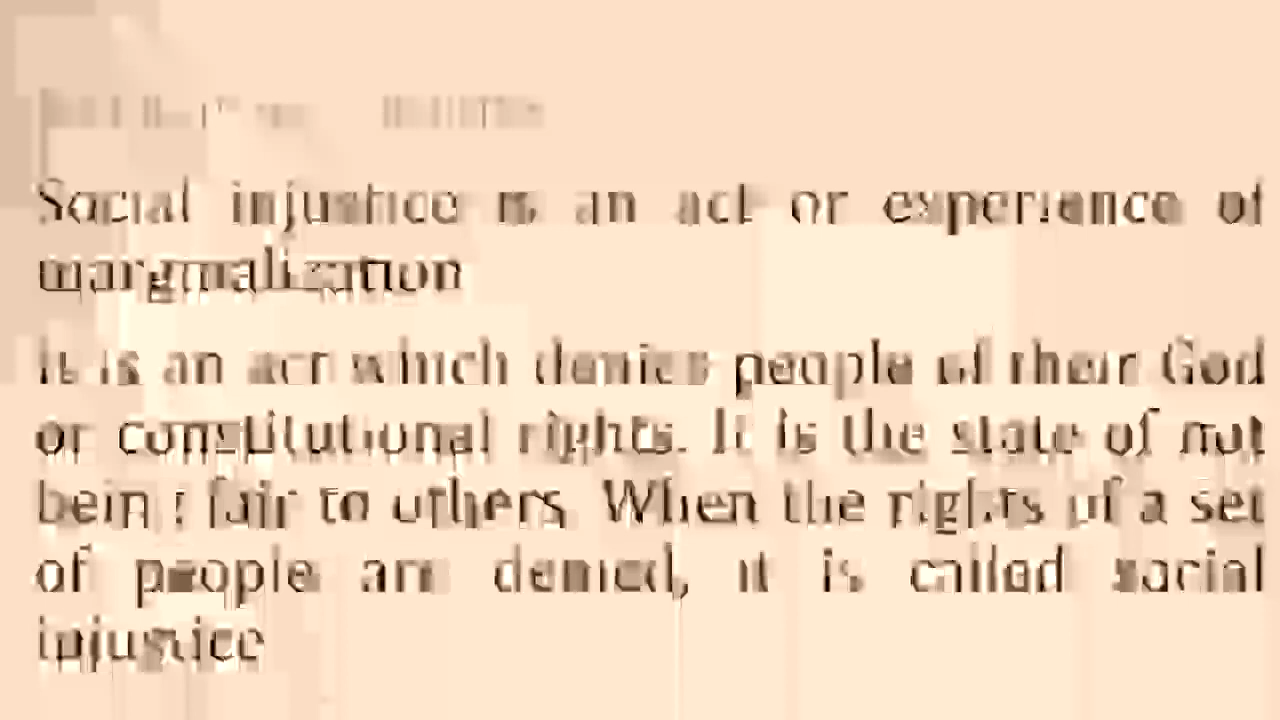 Social injustice is an act or experience of
marginalization
It is an act which denies people of their God
or constitutional rights. It is the state of not
being fair to others. When the rights of a set
of people are denied, it is called social
injustice